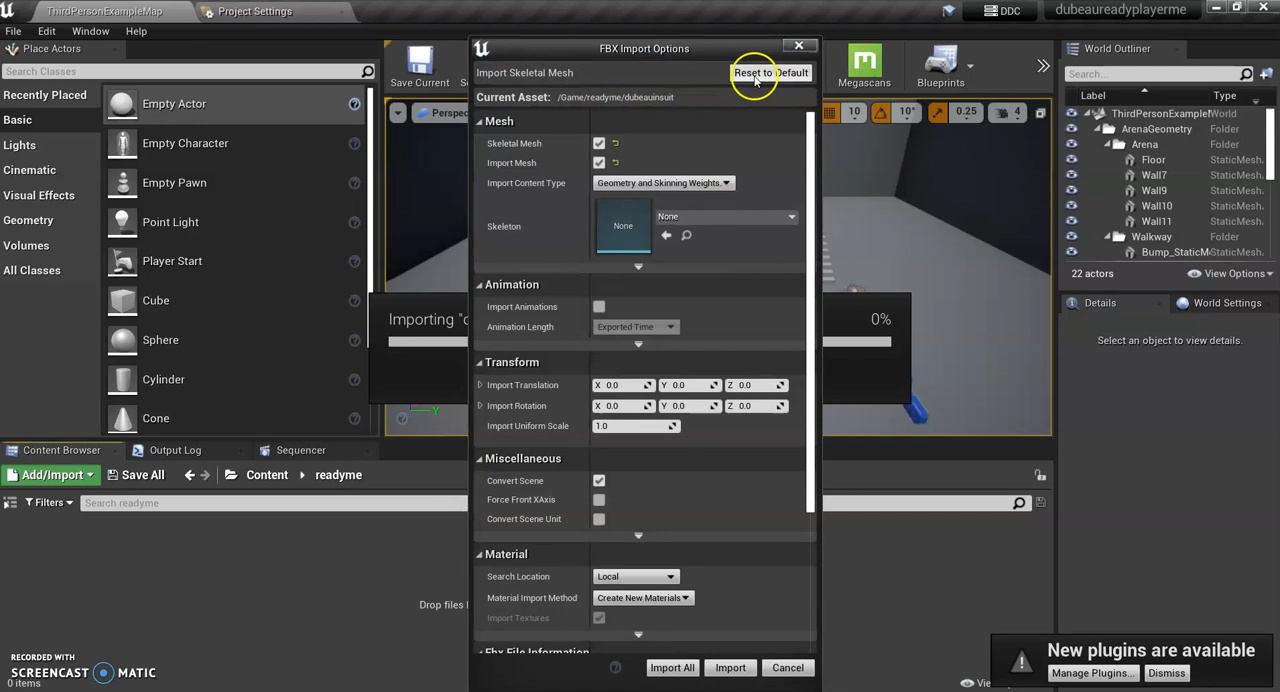 ThirdPersonExampleMap
Project Settings
DDC
dubeaureadyplayerme
File
Edit
Window
Help
Place Actors
Search Classes
Recently Placed
Basic
Lights
Cinematic
Visual Effects
Geometry
Volumes
All Classes
Empty Actor
Empty Character
Empty Pawn
Point Light
Player Start
Cube
Sphere
Cylinder
Cone
Save Current
Megascans
Blueprints
10
10°
0.25
4
Importing "
0%
FBX Import Options
Import Skeletal Mesh
Reset to Default
Current Asset: /Game/readyme/dubeauinsuit
Mesh
Skeletal Mesh
Import Mesh
Import Content Type
Geometry and Skinning Weights.
Skeleton
None
None
Animation
Import Animations
Animation Length
Exported Time
Transform
Import Translation X 0.0 Y 0.0 Z 0.0
Import Rotation X 0.0 Y 0.0 Z 0.0
Import Uniform Scale 1.0
Miscellaneous
Convert Scene
Force Front XAxis
Convert Scene Unit
Material
Search Location Local
Material Import Method Create New Materials
Import Textures
Fbx File Information
Import All
Import
Cancel
World Outliner
Search...
Label
Type
ThirdPersonExampleM World
ArenaGeometry Folder
Arena Folder
Floor StaticMesh.
Wall7 StaticMesh.
Wall9 StaticMesh.
Wall10 StaticMesh.
Wall11 StaticMesh.
Walkway Folder
Bump_StaticM StaticMesh.
22 actors
View Options
Details
World Settings
Select an object to view details.
Content Browser
Output Log
Sequencer
Add/Import
Save All
Content
readyme
Filters
Search readyme
Drop files
RECORDED WITH
SCREENCAST MATIC
0 items
New plugins are available
Manage Plugins...
Dismiss